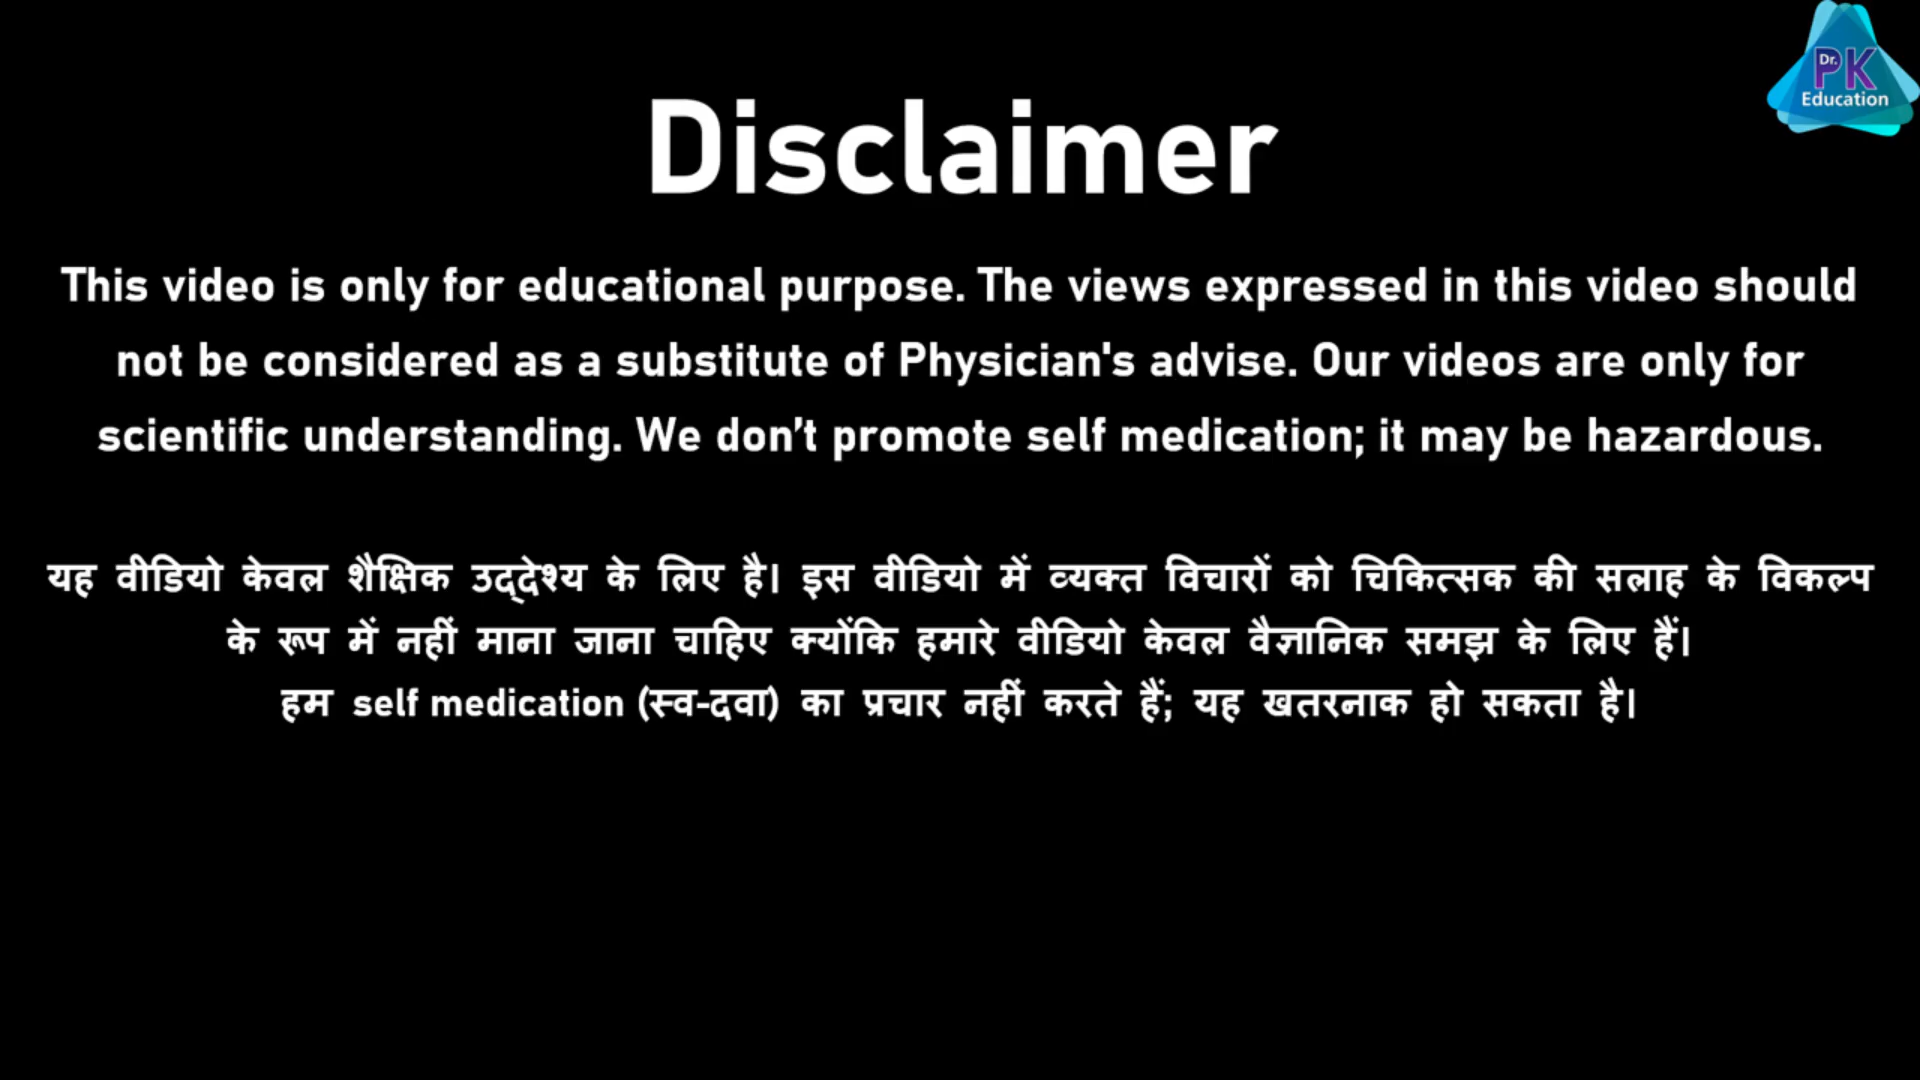 Dr.
PK
Education
Disclaimer
This video is only for educational purpose. The views expressed in this video should
not be considered as a substitute of Physician's advise. Our videos are only for
scientific understanding. We don’t promote self medication; it may be hazardous.
यह वीडियो केवल शैक्षिक उद्देश्य के लिए है। इस वीडियो में व्यक्त विचारों को चिकित्सक की सलाह के विकल्प
के रूप में नहीं माना जाना चाहिए क्योंकि हमारे वीडियो केवल वैज्ञानिक समझ के लिए हैं।
हम self medication (स्व-दवा) का प्रचार नहीं करते हैं; यह खतरनाक हो सकता है।